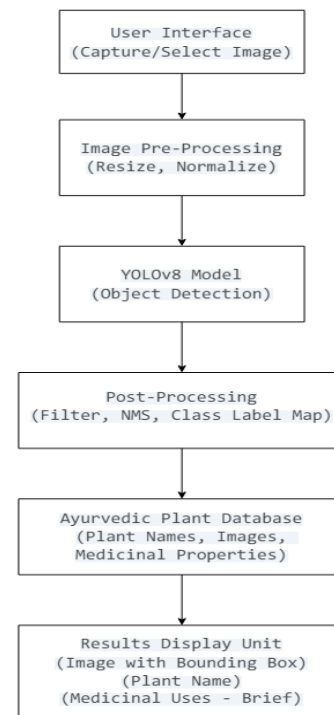 User Interface
(Capture/Select Image)
Image Pre-Processing
(Resize, Normalize)
YOLOv8 Model
(Object Detection)
Post-Processing
(Filter, NMS, Class Label Map)
Ayurvedic Plant Database
(Plant Names, Images,
Medicinal Properties)
Results Display Unit
(Image with Bounding Box)
(Plant Name)
(Medicinal Uses - Brief)